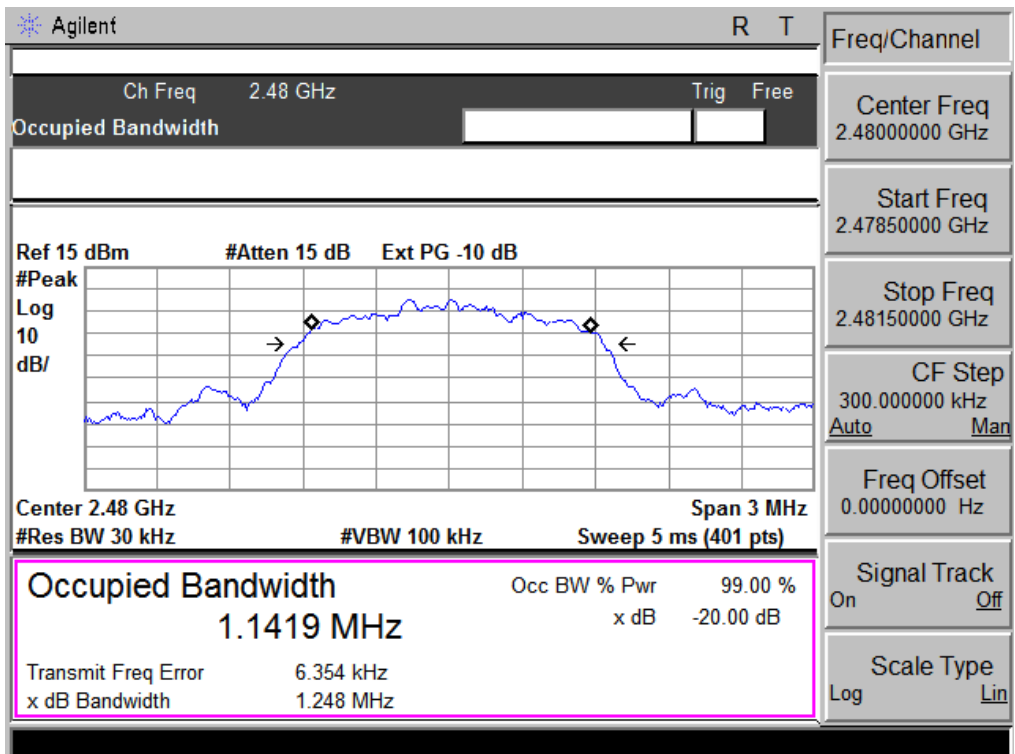 Agilent R T
Ch Freq 2.48 GHz Trig Free
Occupied Bandwidth
Ref 15 dBm #Atten 15 dB Ext PG -10 dB
#Peak
Log
10
dB/
Center 2.48 GHz Span 3 MHz
#Res BW 30 kHz #VBW 100 kHz Sweep 5 ms (401 pts)
Occupied Bandwidth
1.1419 MHz
Occ BW % Pwr 99.00 %
x dB -20.00 dB
Transmit Freq Error 6.354 kHz
x dB Bandwidth 1.248 MHz
Freq/Channel
Center Freq
2.48000000 GHz
Start Freq
2.47850000 GHz
Stop Freq
2.48150000 GHz
CF Step
300.000000 kHz
Auto Man
Freq Offset
0.00000000 Hz
Signal Track
On Off
Scale Type
Log Lin